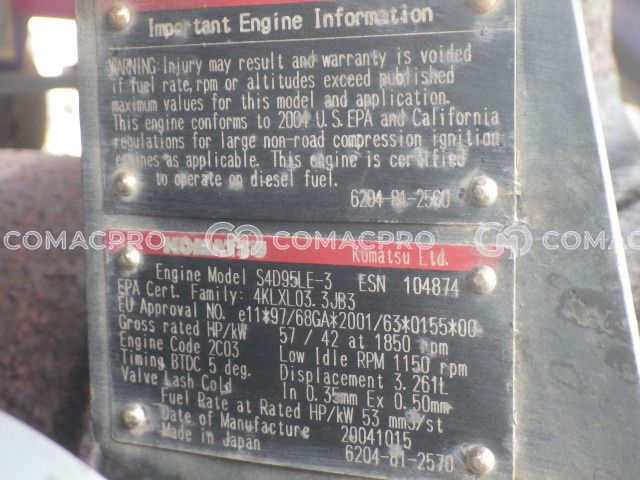 Important Engine Information
WARNING: Injury may result and warranty is voided
if fuel rate, rpm or altitudes exceed published
maximum values for this model and application.
This engine conforms to 2004 U.S.EPA and California
regulations for large non-road compression ignition
engines as applicable. This engine is certified
to operate on diesel fuel.
6204-81-2560
COMACPRO COMACPRO COMACPRO
KOMATSU Komatsu Ltd.
Engine Model S4D95LE-3 ESN 104874
EPA Cert. Family: 4KLXL03.3JB3
EU Approval NO. e11*97/68GA*2001/63*0155*00
Gross rated HP/kW 57 / 42 at 1850 rpm
Engine Code 2C03 Low Idle RPM 1150 rpm
Timing BTDC 5 deg. Displacement 3.261L
Valve Lash Cold In 0.35mm Ex 0.50mm
Fuel Rate at Rated HP/kW 53 mm3/st
Date of Manufacture 20041015
Made in Japan 6204-81-2570